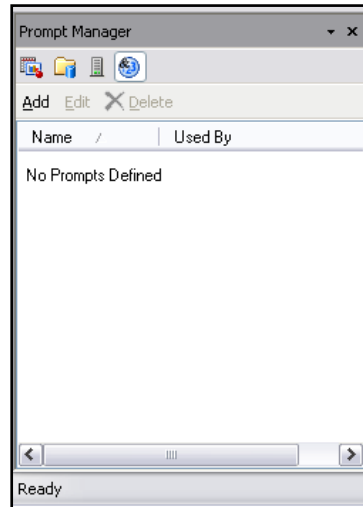 Prompt Manager
Add Edit Delete
Name Used By
No Prompts Defined
Ready